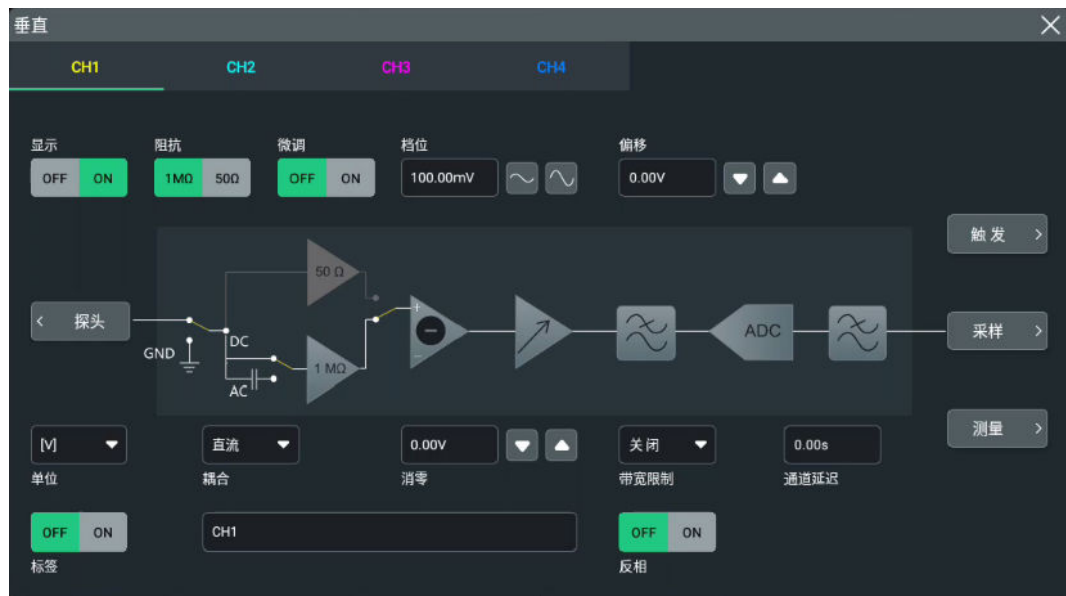 垂直
CH1 CH2 CH3 CH4
显示 阻抗 微调 档位 偏移
OFF ON 1MΩ 50Ω OFF ON 100.00mV 0.00V
触发
50 Ω
探头 + ADC 采样
GND DC −
1 MΩ
AC
[V] 直流 0.00V 关闭 0.00s 测量
单位 耦合 消零 带宽限制 通道延迟
OFF ON CH1 OFF ON
标签 反相